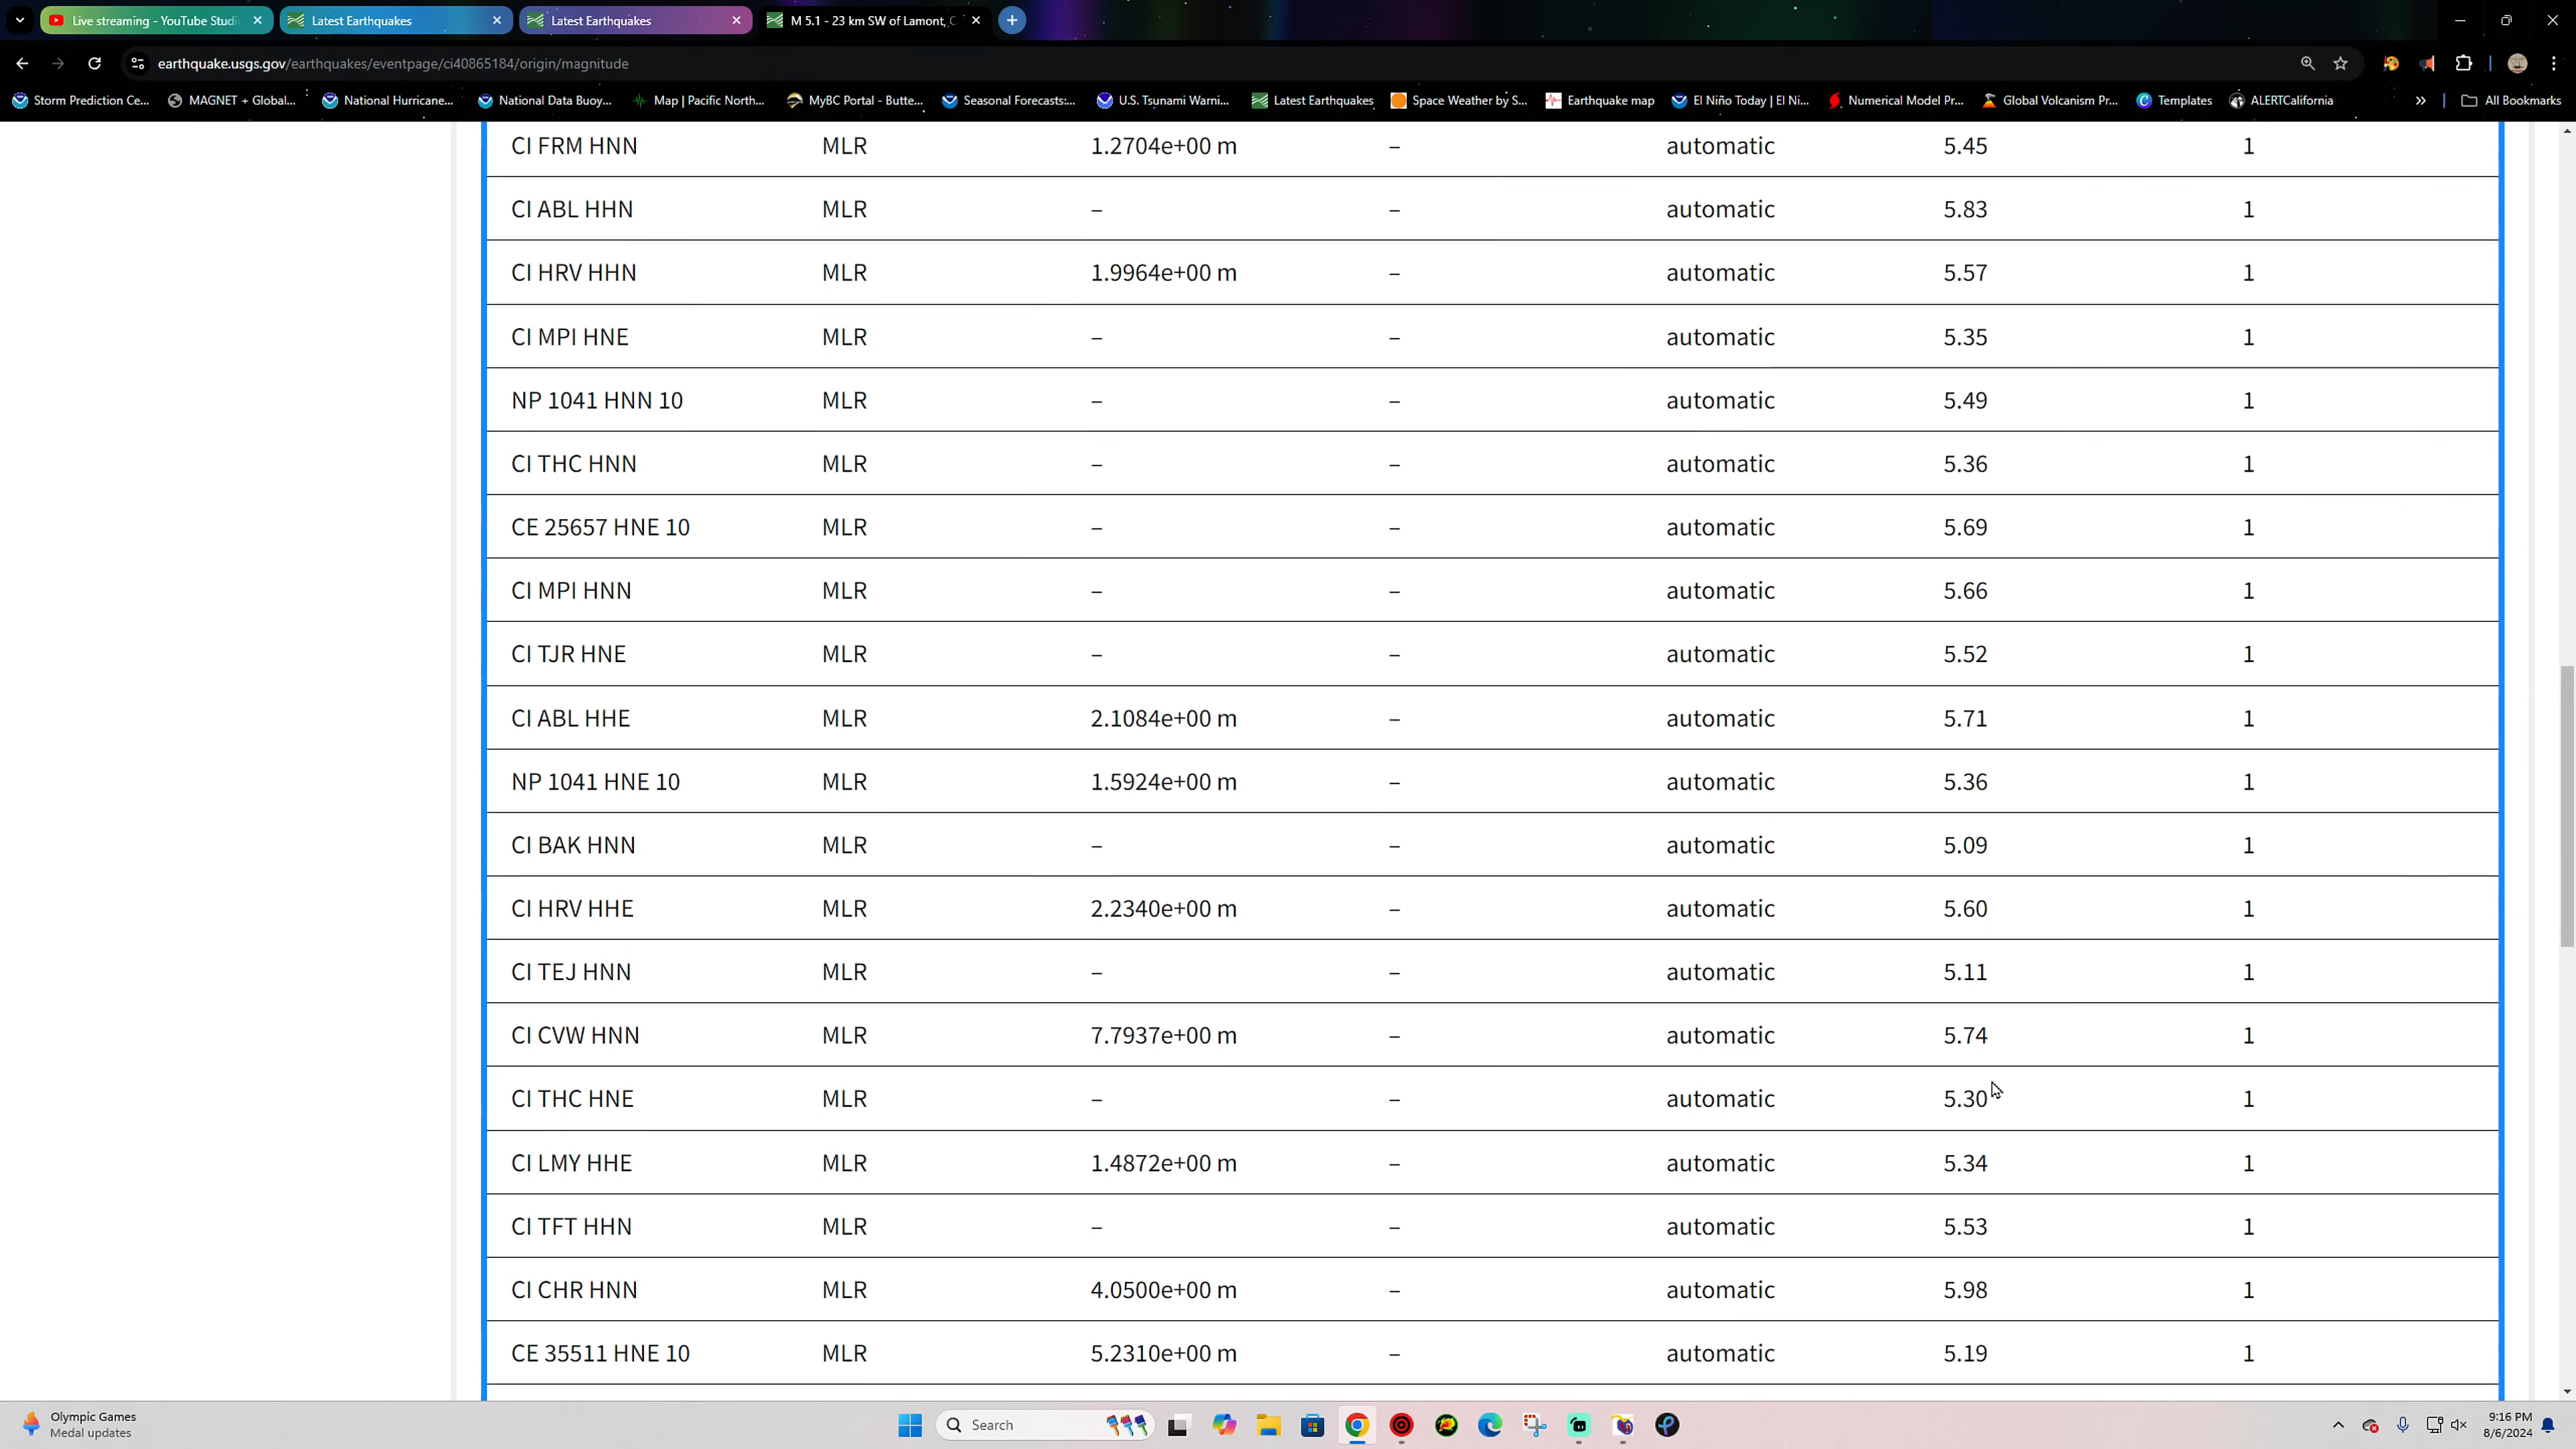 Live streaming - YouTube Studi
Latest Earthquakes
Latest Earthquakes
M 5.1 - 23 km SW of Lamont, C
earthquake.usgs.gov/earthquakes/eventpage/ci40865184/origin/magnitude
Storm Prediction Ce... MAGNET + Global... National Hurricane... National Data Buoy... Map | Pacific North... MyBC Portal - Butte... Seasonal Forecasts:... U.S. Tsunami Warni... Latest Earthquakes Space Weather by S... Earthquake map El Niño Today | El Ni... Numerical Model Pr... Global Volcanism Pr... Templates ALERTCalifornia » All Bookmarks
CI FRM HNN MLR 1.2704e+00 m – automatic 5.45 1
CI ABL HHN MLR – – automatic 5.83 1
CI HRV HHN MLR 1.9964e+00 m – automatic 5.57 1
CI MPI HNE MLR – – automatic 5.35 1
NP 1041 HNN 10 MLR – – automatic 5.49 1
CI THC HNN MLR – – automatic 5.36 1
CE 25657 HNE 10 MLR – – automatic 5.69 1
CI MPI HNN MLR – – automatic 5.66 1
CI TJR HNE MLR – – automatic 5.52 1
CI ABL HHE MLR 2.1084e+00 m – automatic 5.71 1
NP 1041 HNE 10 MLR 1.5924e+00 m – automatic 5.36 1
CI BAK HNN MLR – – automatic 5.09 1
CI HRV HHE MLR 2.2340e+00 m – automatic 5.60 1
CI TEJ HNN MLR – – automatic 5.11 1
CI CVW HNN MLR 7.7937e+00 m – automatic 5.74 1
CI THC HNE MLR – – automatic 5.30 1
CI LMY HHE MLR 1.4872e+00 m – automatic 5.34 1
CI TFT HHN MLR – – automatic 5.53 1
CI CHR HNN MLR 4.0500e+00 m – automatic 5.98 1
CE 35511 HNE 10 MLR 5.2310e+00 m – automatic 5.19 1
Olympic Games
Medal updates
Search
9:16 PM
8/6/2024